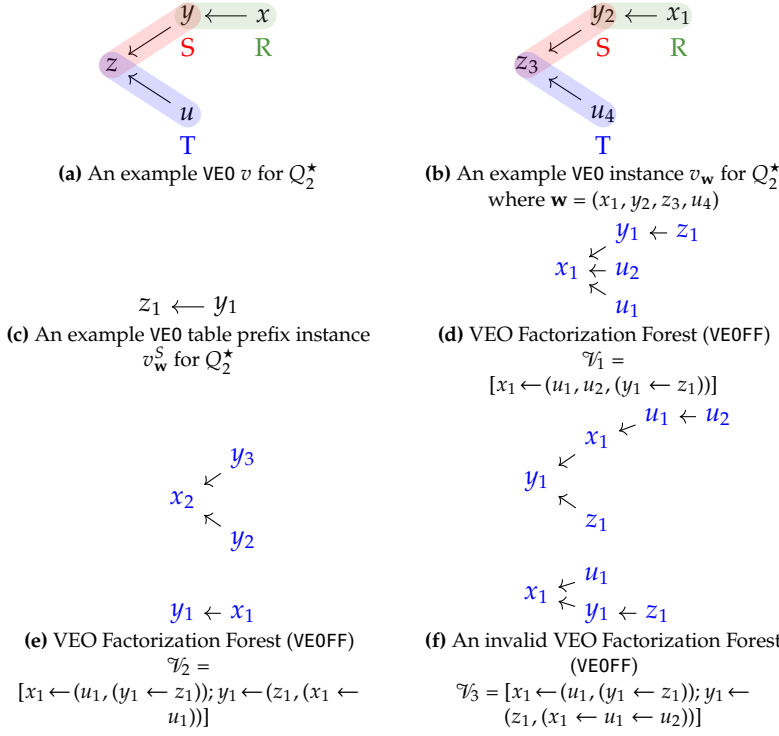 y ← x
S R
z
u
T
(a) An example VEO v for Q₂★
y₂ ← x₁
S R
z₃
u₄
T
(b) An example VEO instance v_w for Q₂★
where w = (x₁, y₂, z₃, u₄)
z₁ ← y₁
(c) An example VEO table prefix instance
v_w^S for Q₂★
y₁ ← z₁
x₁ ← u₂
u₁
(d) VEO Factorization Forest (VEOFF)
𝒱₁ =
[x₁ ← (u₁, u₂, (y₁ ← z₁))]
y₃
x₂
y₂
y₁ ← x₁
(e) VEO Factorization Forest (VEOFF)
𝒱₂ =
[x₁ ← (u₁, (y₁ ← z₁)); y₁ ← (z₁, (x₁ ←
u₁))]
u₁ ← u₂
x₁
y₁
z₁
u₁
x₁
y₁ ← z₁
(f) An invalid VEO Factorization Forest
(VEOFF)
𝒱₃ = [x₁ ← (u₁, (y₁ ← z₁)); y₁ ←
(z₁, (x₁ ← u₁ ← u₂))]